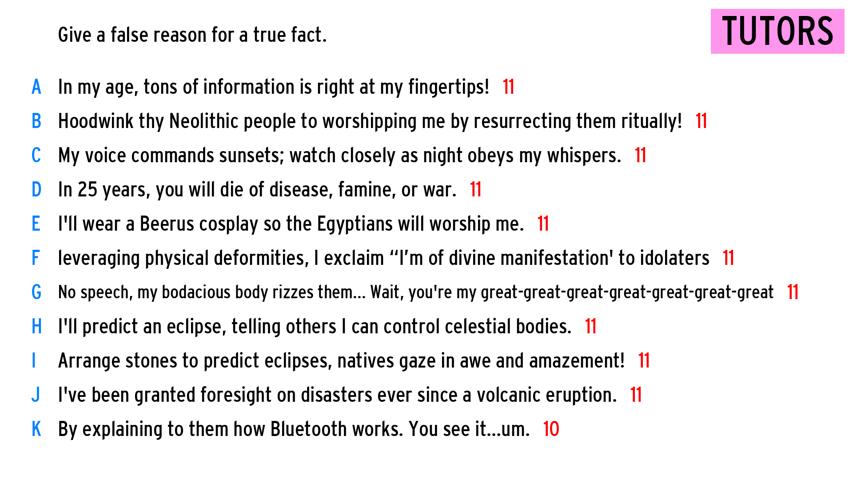 Give a false reason for a true fact.
TUTORS
A In my age, tons of information is right at my fingertips! 11
B Hoodwink thy Neolithic people to worshipping me by resurrecting them ritually! 11
C My voice commands sunsets; watch closely as night obeys my whispers. 11
D In 25 years, you will die of disease, famine, or war. 11
E I'll wear a Beerus cosplay so the Egyptians will worship me. 11
F leveraging physical deformities, I exclaim “I’m of divine manifestation' to idolaters 11
G No speech, my bodacious body rizzes them... Wait, you're my great-great-great-great-great-great-great 11
H I'll predict an eclipse, telling others I can control celestial bodies. 11
I Arrange stones to predict eclipses, natives gaze in awe and amazement! 11
J I've been granted foresight on disasters ever since a volcanic eruption. 11
K By explaining to them how Bluetooth works. You see it...um. 10